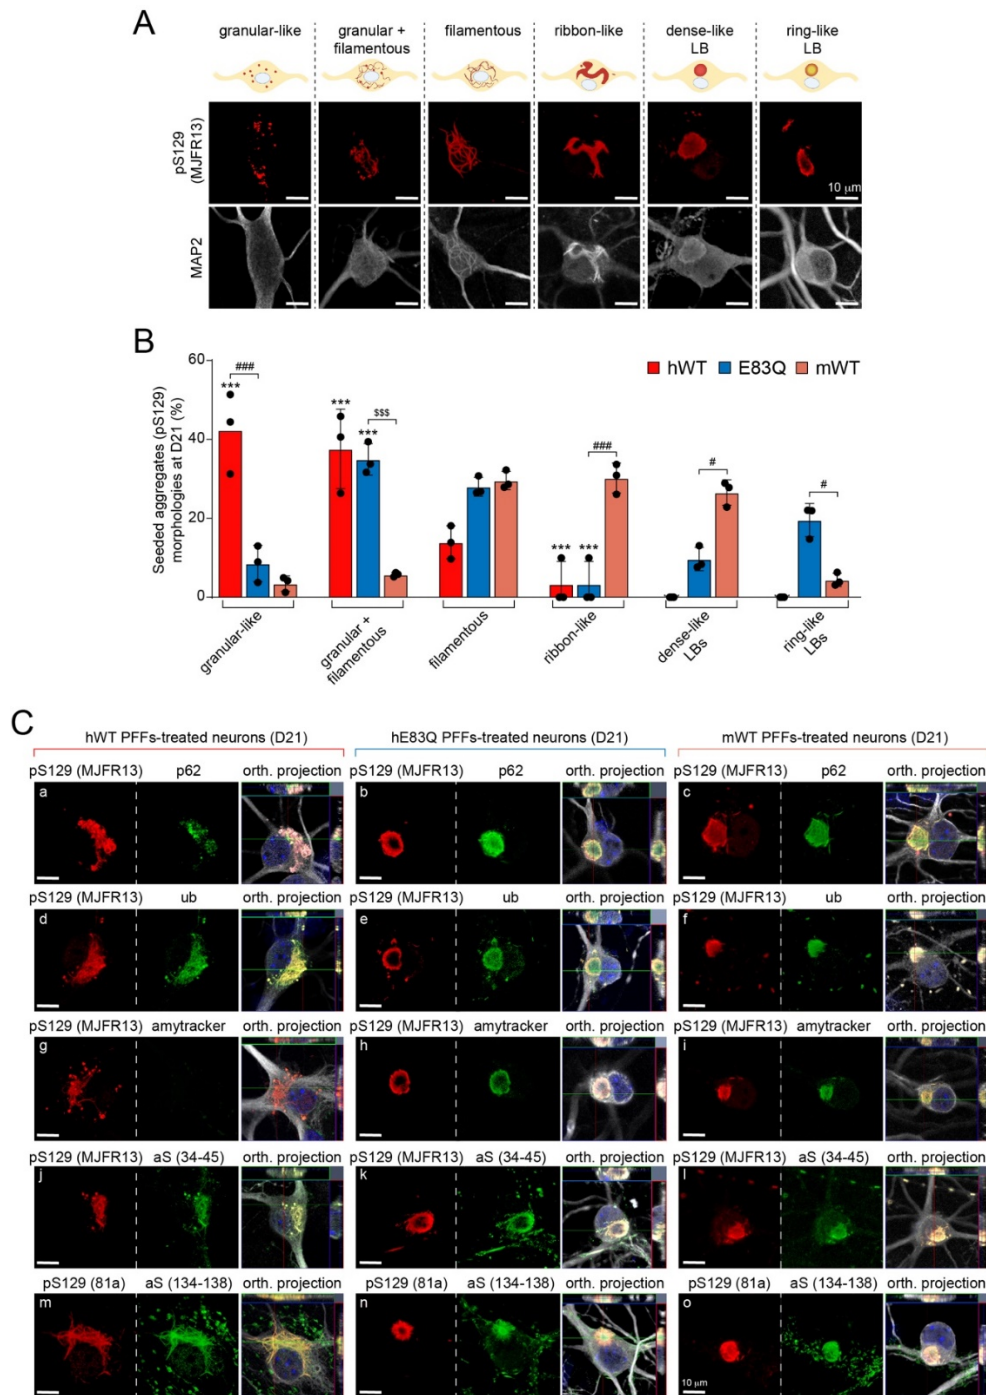 A
granular-like
granular +
filamentous
filamentous
ribbon-like
dense-like
LB
ring-like
LB
pS129
(MJFR13)
10 µm
MAP2
B
Seeded aggregates (pS129)
morphologies at D21 (%)
60
40
20
0
hWT
E83Q
mWT
***
###
***
***
$$$
***
***
###
#
#
granular-like
granular +
filamentous
filamentous
ribbon-like
dense-like
LBs
ring-like
LBs
C
hWT PFFs-treated neurons (D21)
hE83Q PFFs-treated neurons (D21)
mWT PFFs-treated neurons (D21)
pS129 (MJFR13) p62 orth. projection
pS129 (MJFR13) p62 orth. projection
pS129 (MJFR13) p62 orth. projection
a
b
c
pS129 (MJFR13) ub orth. projection
pS129 (MJFR13) ub orth. projection
pS129 (MJFR13) ub orth. projection
d
e
f
pS129 (MJFR13) amytracker orth. projection
pS129 (MJFR13) amytracker orth. projection
pS129 (MJFR13) amytracker orth. projection
g
h
i
pS129 (MJFR13) aS (34-45) orth. projection
pS129 (MJFR13) aS (34-45) orth. projection
pS129 (MJFR13) aS (34-45) orth. projection
j
k
l
pS129 (81a) aS (134-138) orth. projection
pS129 (81a) aS (134-138) orth. projection
pS129 (81a) aS (134-138) orth. projection
m
n
o
10 µm